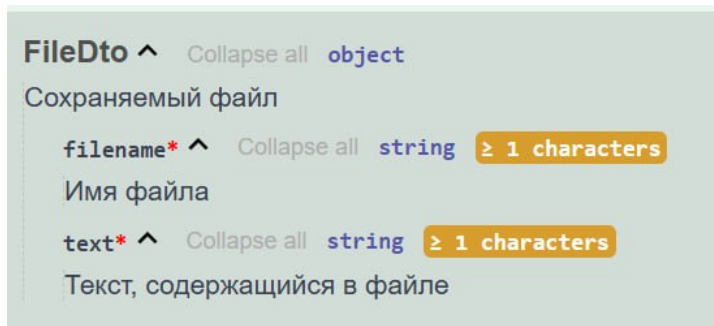 FileDto ^ Collapse all object
Сохраняемый файл
filename* ^ Collapse all string ≥ 1 characters
Имя файла
text* ^ Collapse all string ≥ 1 characters
Текст, содержащийся в файле